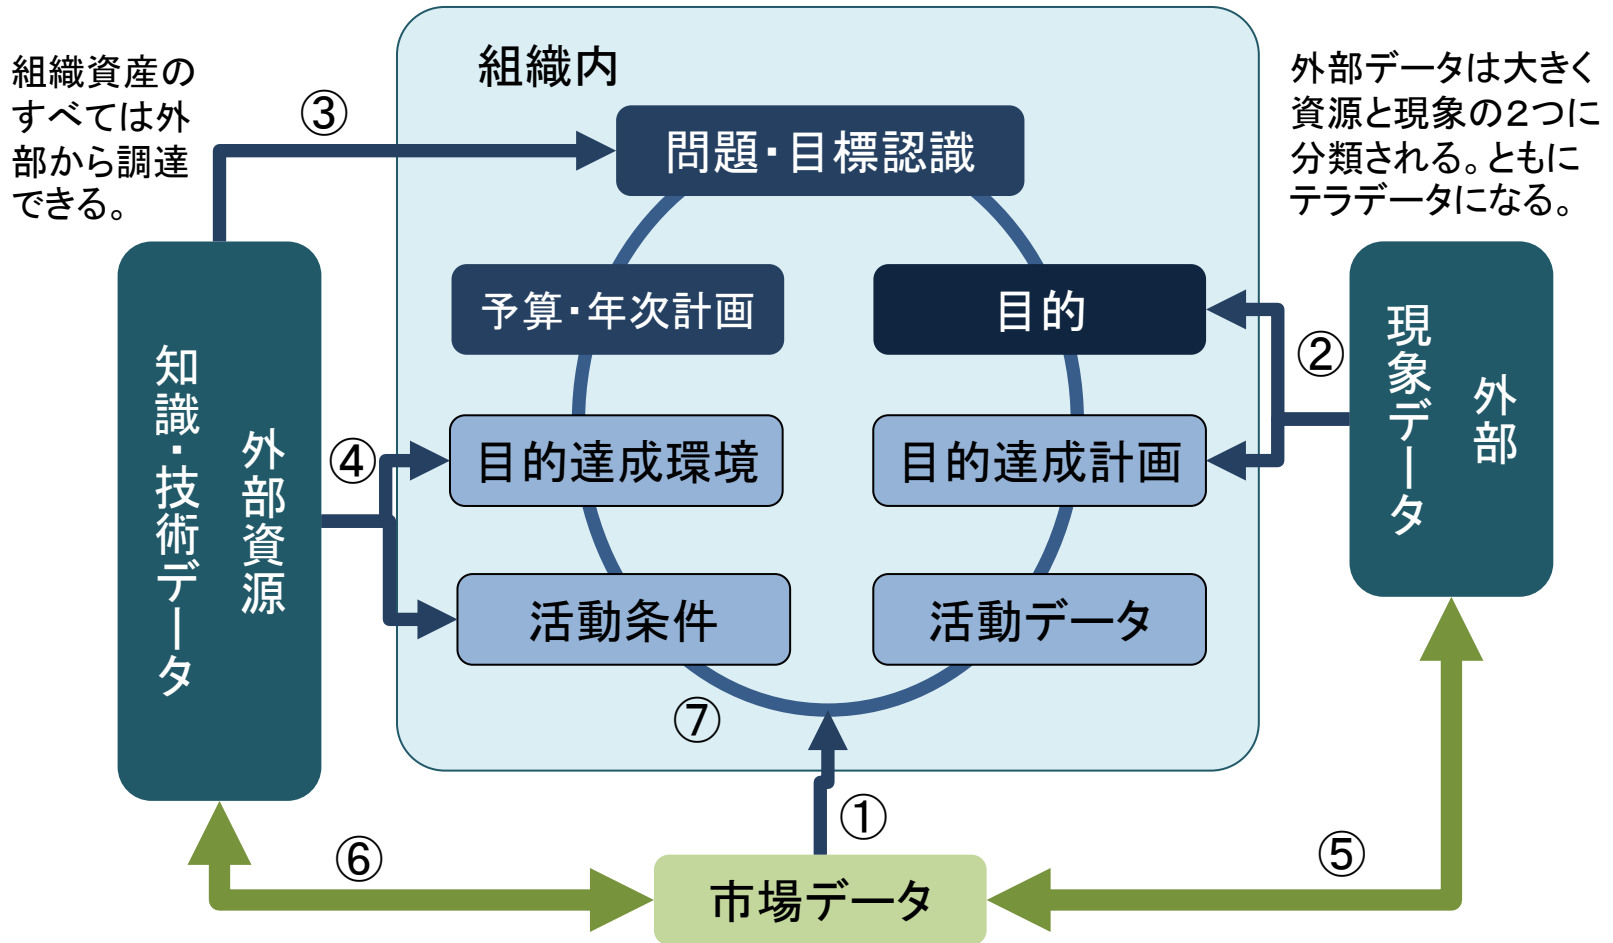 組織内
組織資産の
すべては外
部から調達
できる。
③
問題・目標認識
外部データは大きく
資源と現象の2つに
分類される。ともに
テラデータになる。
予算・年次計画
目的
②
外部
現象データ
外部資源
知識・技術データ
④
目的達成環境
目的達成計画
活動条件
活動データ
⑦
①
⑥
⑤
市場データ